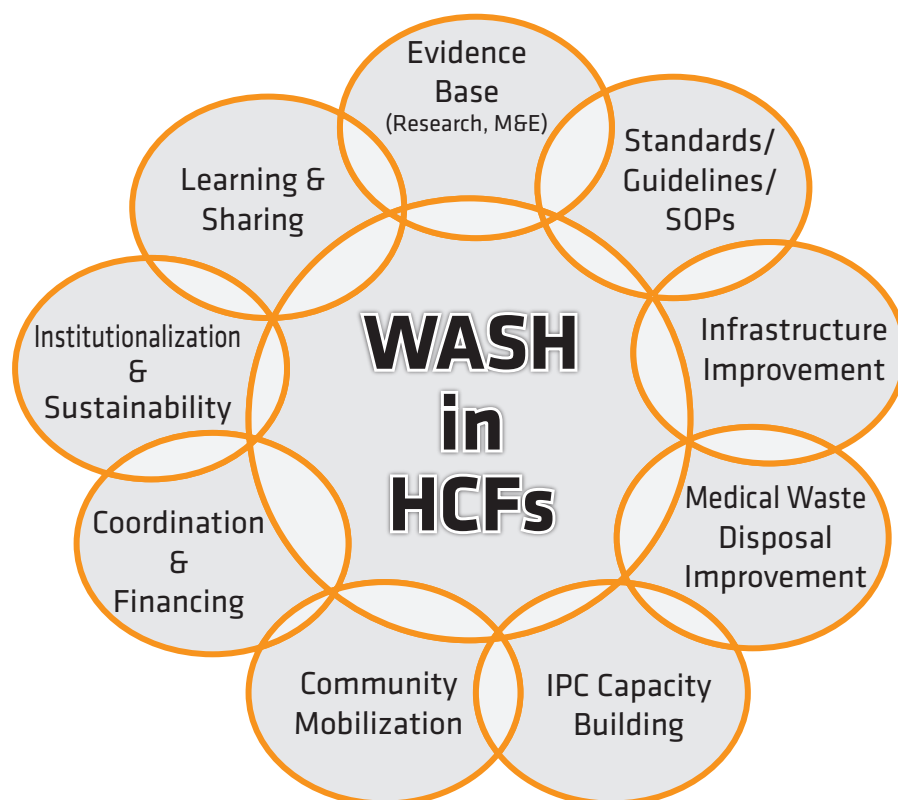 Evidence
Base
(Research, M&E)
Standards/
Guidelines/
SOPs
Infrastructure
Improvement
Medical Waste
Disposal
Improvement
IPC Capacity
Building
Community
Mobilization
Coordination
&
Financing
Institutionalization
&
Sustainability
Learning &
Sharing
WASH
in
HCFs